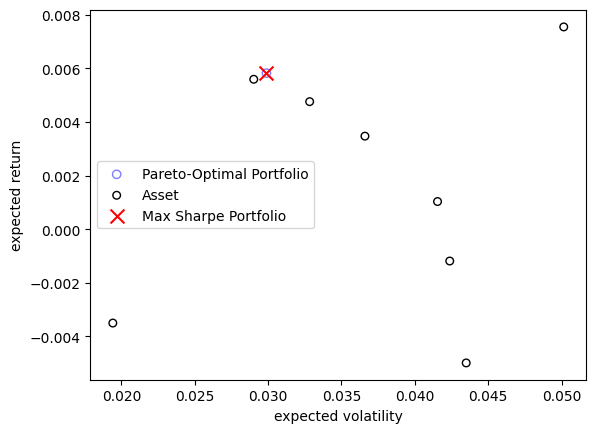 0.008
0.006
0.004
0.002
0.000
−0.002
−0.004
expected return
Pareto-Optimal Portfolio
Asset
Max Sharpe Portfolio
0.020 0.025 0.030 0.035 0.040 0.045 0.050
expected volatility